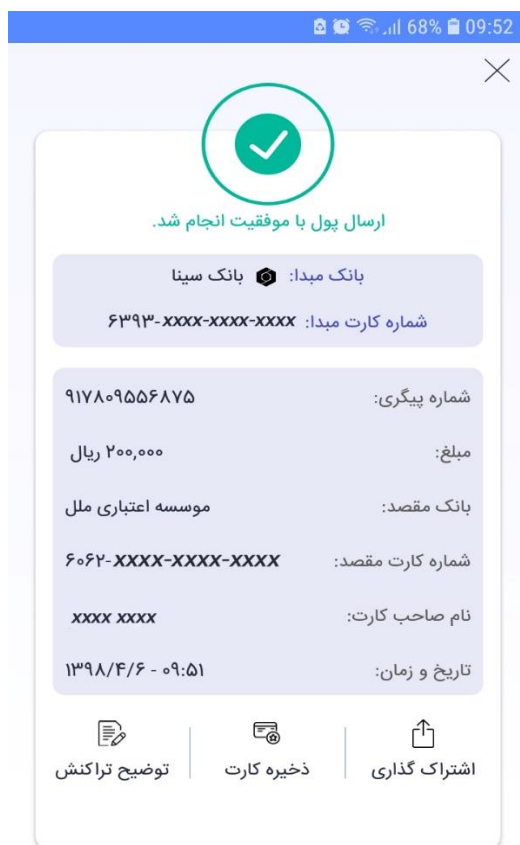 68% 09:52
ارسال پول با موفقیت انجام شد.
بانک مبدا: بانک سینا
شماره کارت مبدا: ۶۳۹۳-xxxx-xxxx-xxxx
شماره پیگری: ۹۱۷۸۰۹۵۵۶۸۷۵
مبلغ: ۲۰۰,۰۰۰ ریال
بانک مقصد: موسسه اعتباری ملل
شماره کارت مقصد: ۶۰۶۲-XXXX-XXXX-XXXX
نام صاحب کارت: xxxx xxxx
تاریخ و زمان: ۱۳۹۸/۴/۶ - ۰۹:۵۱
اشتراک گذاری ذخیره کارت توضیح تراکنش